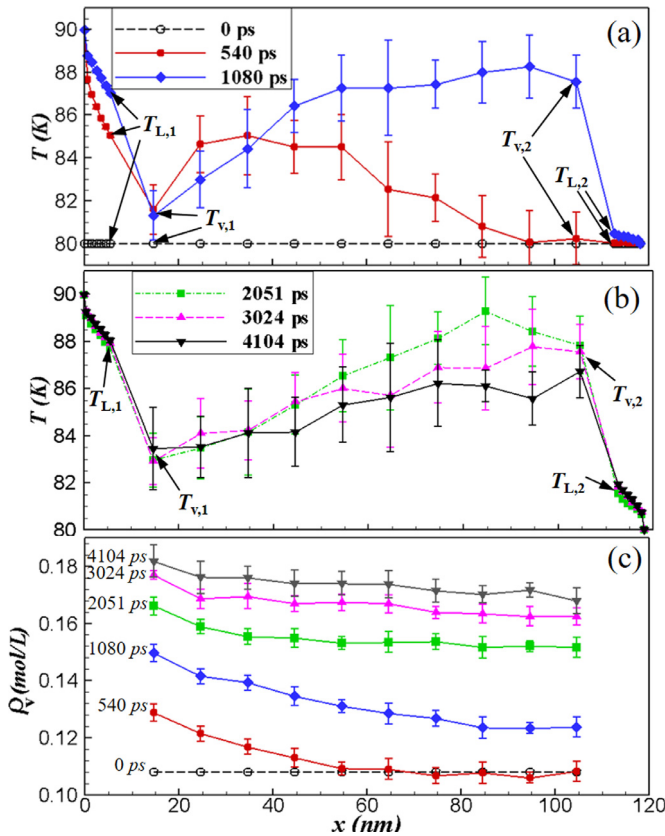 (a)
0 ps
540 ps
1080 ps
T (K)
90
88
86
84
82
80
T_L,1
T_v,1
T_v,2
T_L,2
(b)
2051 ps
3024 ps
4104 ps
T (K)
90
88
86
84
82
80
T_L,1
T_v,1
T_v,2
T_L,2
(c)
ρ_v (mol/L)
0.18
0.16
0.14
0.12
0.10
4104 ps
3024 ps
2051 ps
1080 ps
540 ps
0 ps
0 20 40 60 80 100 120
x (nm)